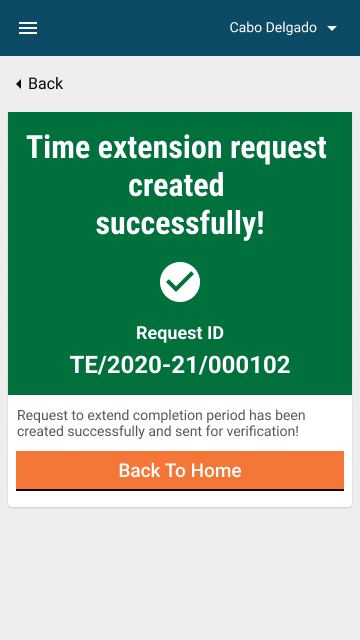 Cabo Delgado
Back
Time extension request
created
successfully!
Request ID
TE/2020-21/000102
Request to extend completion period has been
created successfully and sent for verification!
Back To Home